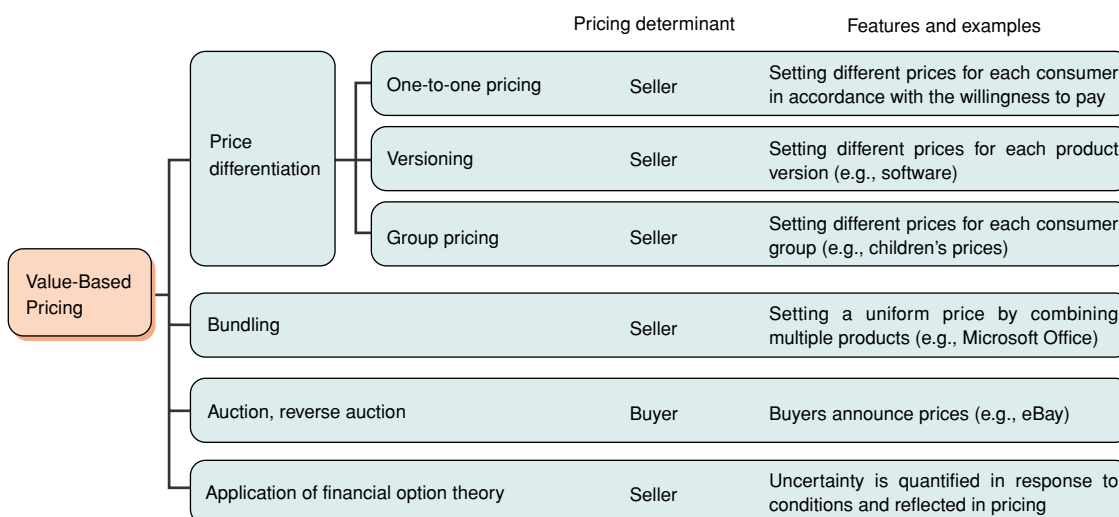 Pricing determinant
Features and examples
One-to-one pricing
Seller
Setting different prices for each consumer
in accordance with the willingness to pay
Price
differentiation
Versioning
Seller
Setting different prices for each product
version (e.g., software)
Group pricing
Seller
Setting different prices for each consumer
group (e.g., children's prices)
Value-Based
Pricing
Bundling
Seller
Setting a uniform price by combining
multiple products (e.g., Microsoft Office)
Auction, reverse auction
Buyer
Buyers announce prices (e.g., eBay)
Application of financial option theory
Seller
Uncertainty is quantified in response to
conditions and reflected in pricing